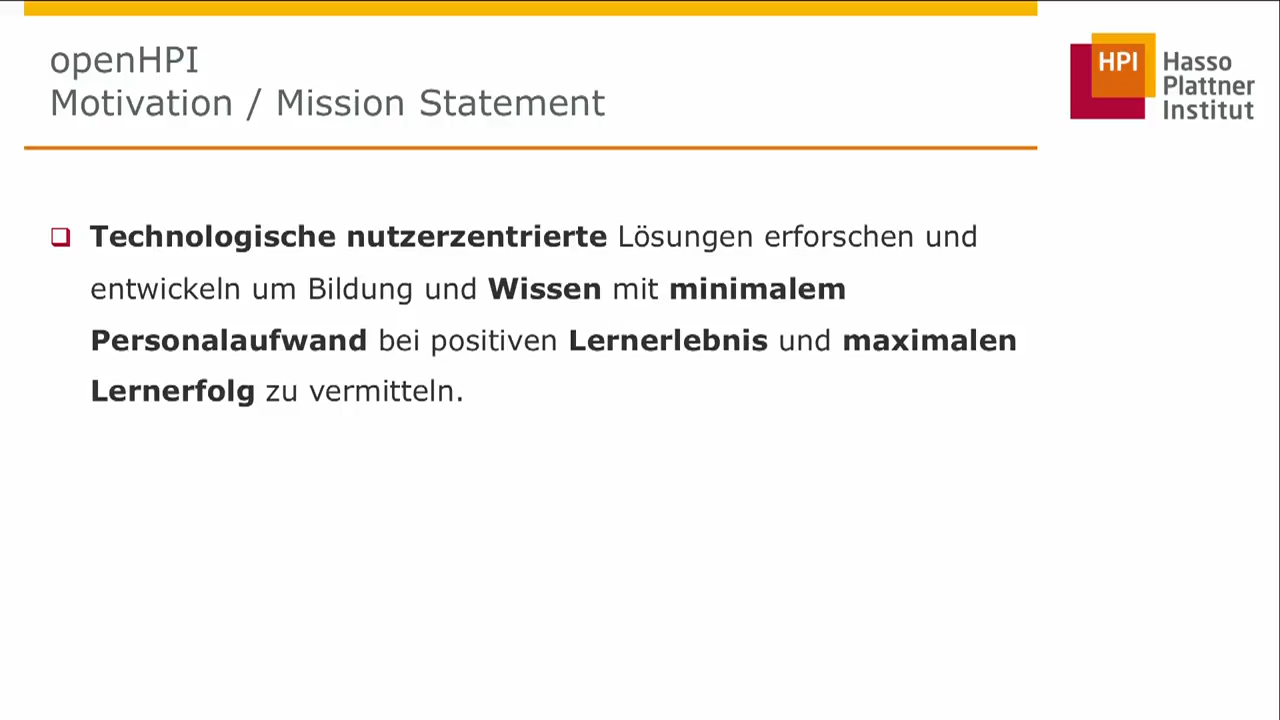 openHPI
Motivation / Mission Statement
HPI Hasso
Plattner
Institut
Technologische nutzerzentrierte Lösungen erforschen und
entwickeln um Bildung und Wissen mit minimalem
Personalaufwand bei positiven Lernerlebnis und maximalen
Lernerfolg zu vermitteln.